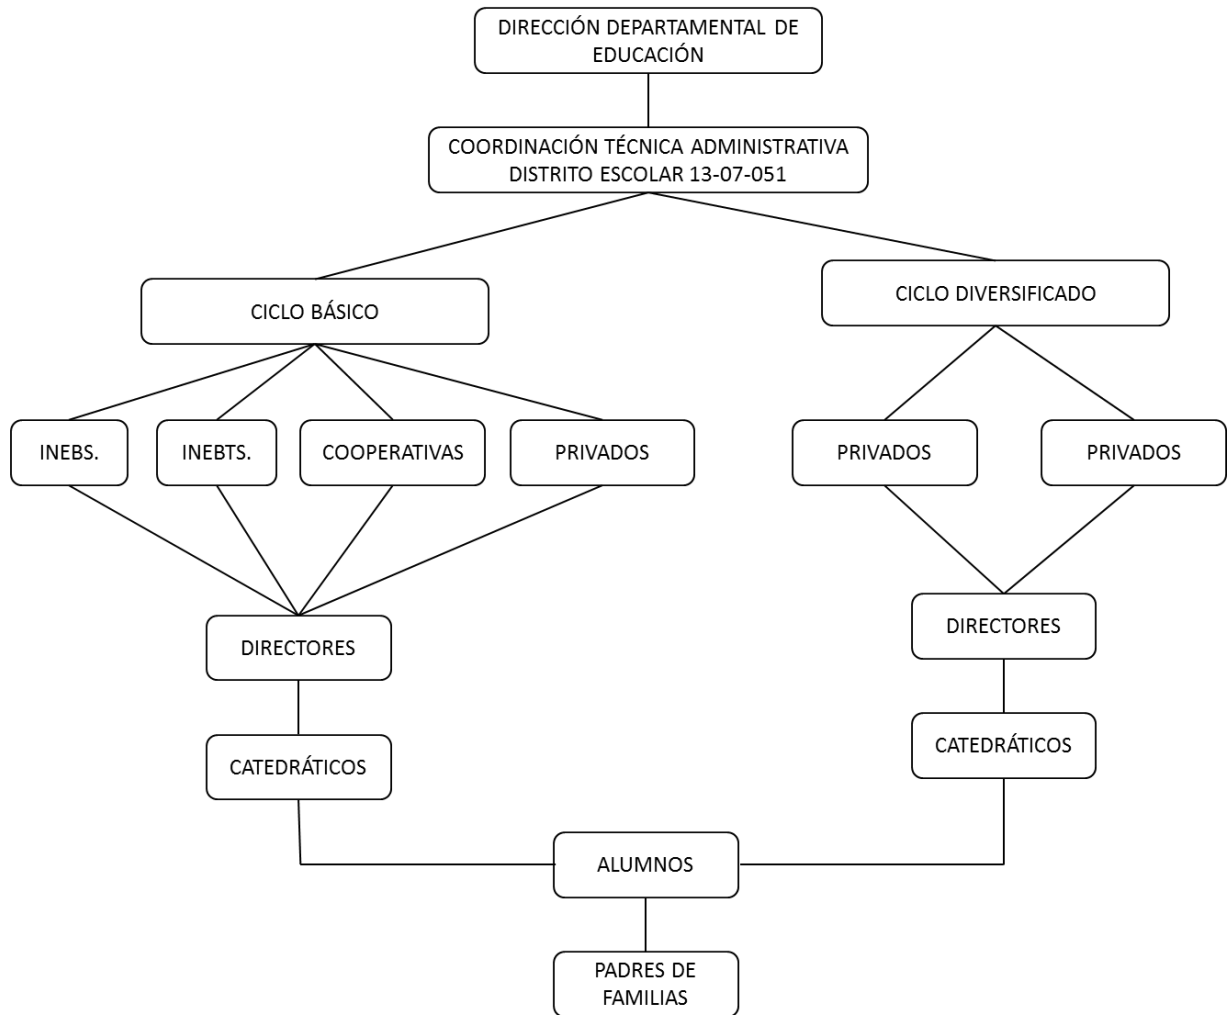 DIRECCIÓN DEPARTAMENTAL DE
EDUCACIÓN
COORDINACIÓN TÉCNICA ADMINISTRATIVA
DISTRITO ESCOLAR 13-07-051
CICLO BÁSICO
CICLO DIVERSIFICADO
INEBS.
INEBTS.
COOPERATIVAS
PRIVADOS
PRIVADOS
PRIVADOS
DIRECTORES
DIRECTORES
CATEDRÁTICOS
CATEDRÁTICOS
ALUMNOS
PADRES DE
FAMILIAS